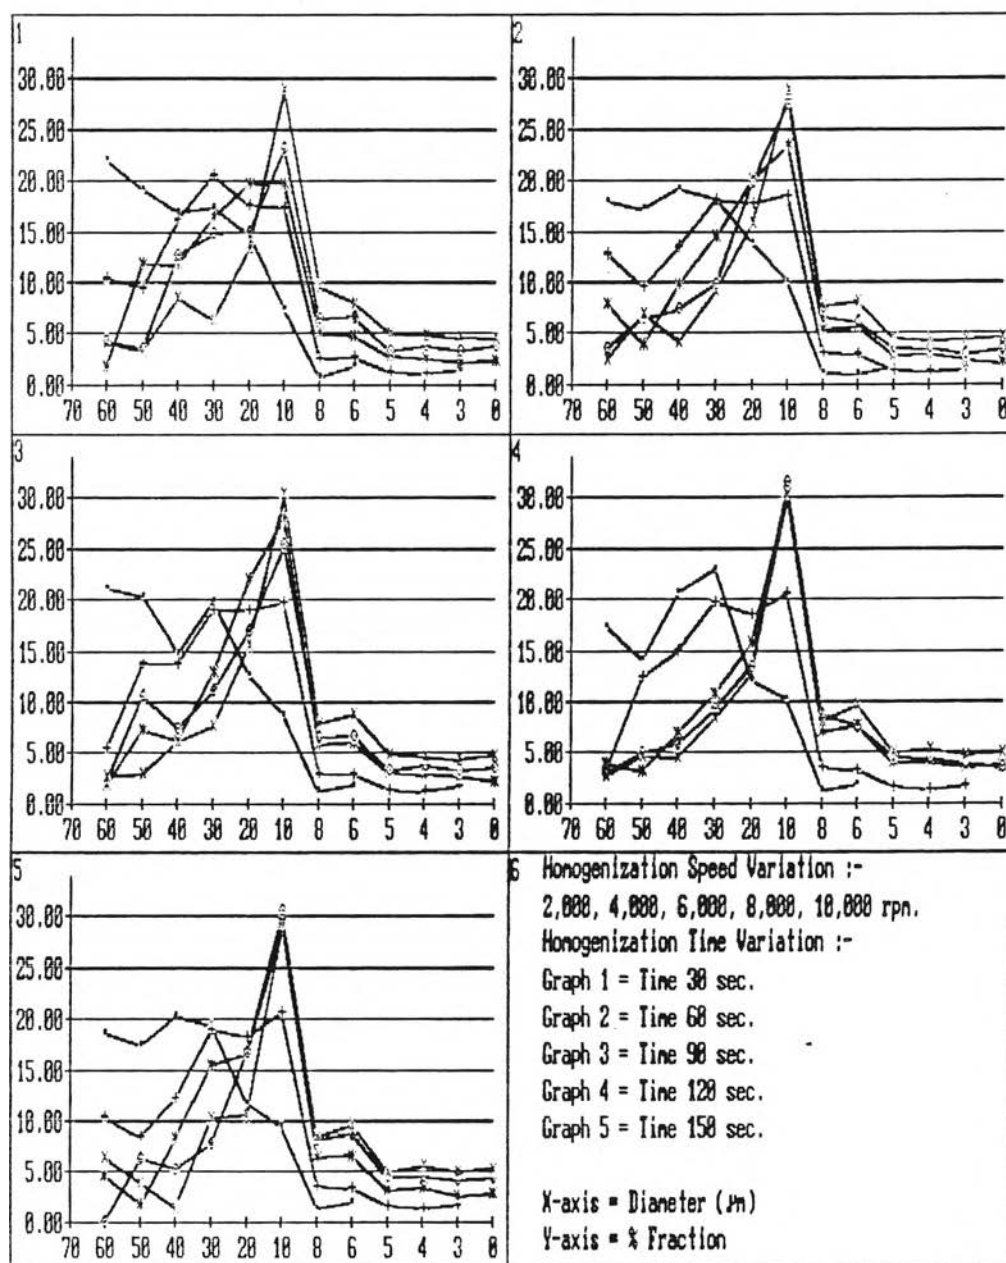 1
30.00
25.00
20.00
15.00
10.00
5.00
0.00
70 60 50 40 30 20 10 8 6 5 4 3 0
2
30.00
25.00
20.00
15.00
10.00
5.00
0.00
70 60 50 40 30 20 10 8 6 5 4 3 0
3
30.00
25.00
20.00
15.00
10.00
5.00
0.00
70 60 50 40 30 20 10 8 6 5 4 3 0
4
30.00
25.00
20.00
15.00
10.00
5.00
0.00
70 60 50 40 30 20 10 8 6 5 4 3 0
5
30.00
25.00
20.00
15.00
10.00
5.00
0.00
70 60 50 40 30 20 10 8 6 5 4 3 0
6
Homogenization Speed Variation :-
2,000, 4,000, 6,000, 8,000, 10,000 rpm.
Homogenization Time Variation :-
Graph 1 = Time 30 sec.
Graph 2 = Time 60 sec.
Graph 3 = Time 90 sec.
Graph 4 = Time 120 sec.
Graph 5 = Time 150 sec.
X-axis = Diameter (μm)
Y-axis = % Fraction